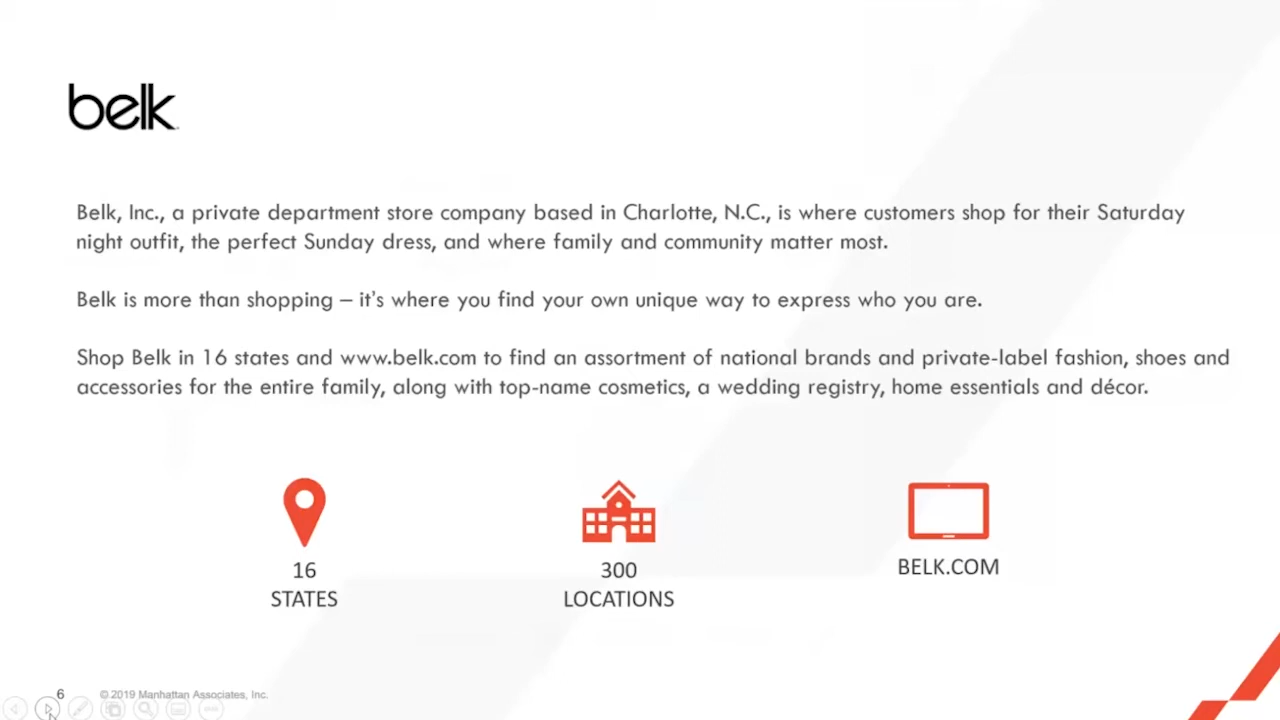 belk
Belk, Inc., a private department store company based in Charlotte, N.C., is where customers shop for their Saturday
night outfit, the perfect Sunday dress, and where family and community matter most.
Belk is more than shopping – it's where you find your own unique way to express who you are.
Shop Belk in 16 states and www.belk.com to find an assortment of national brands and private-label fashion, shoes and
accessories for the entire family, along with top-name cosmetics, a wedding registry, home essentials and décor.
16
STATES
300
LOCATIONS
BELK.COM
6
© 2019 Manhattan Associates, Inc.